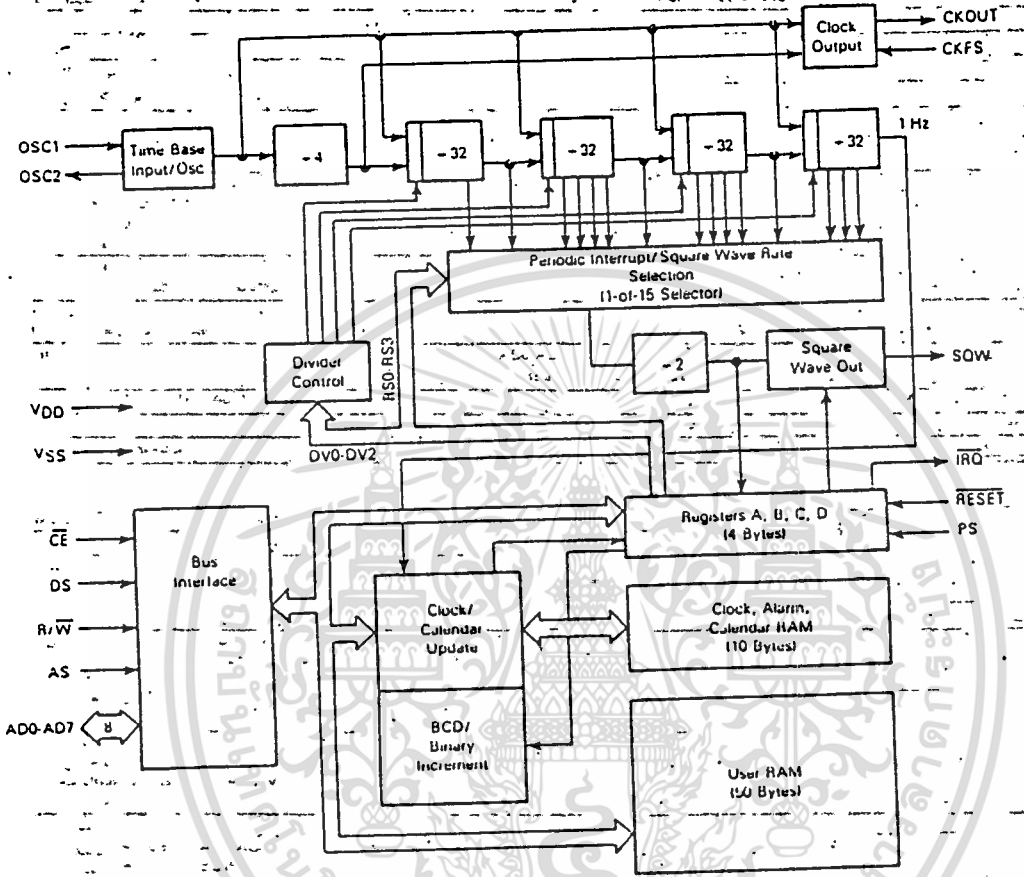 CKOUT
Clock
Output
CKFS
1 Hz
OSC1
OSC2
Time Base
Input/Osc
÷4
÷32
÷32
÷32
÷32
Periodic Interrupt/Square Wave Rate
Selection
(1-of-15 Selector)
Divider
Control
RS0-RS3
÷2
Square
Wave Out
SQW
VDD
VSS
DV0-DV2
IRQ
RESET
PS
Registers A, B, C, D
(4 Bytes)
CE
DS
R/W
AS
AD0-AD7
8
Bus
Interface
Clock/
Calendar
Update
BCD/
Binary
Increment
Clock, Alarm,
Calendar RAM
(10 Bytes)
User RAM
(50 Bytes)